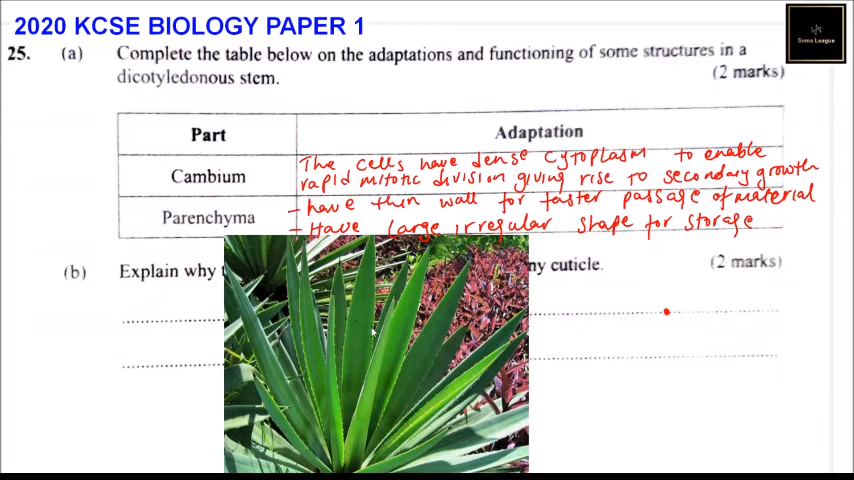 2020 KCSE BIOLOGY PAPER 1
Soma League
25. (a) Complete the table below on the adaptations and functioning of some structures in a
dicotyledonous stem. (2 marks)
Part Adaptation
Cambium The cells have dense cytoplasm to enable
rapid mitotic division giving rise to secondary growth
Parenchyma - have thin wall for faster passage of material
- Have large irregular shape for storage
(b) Explain why ny cuticle. (2 marks)